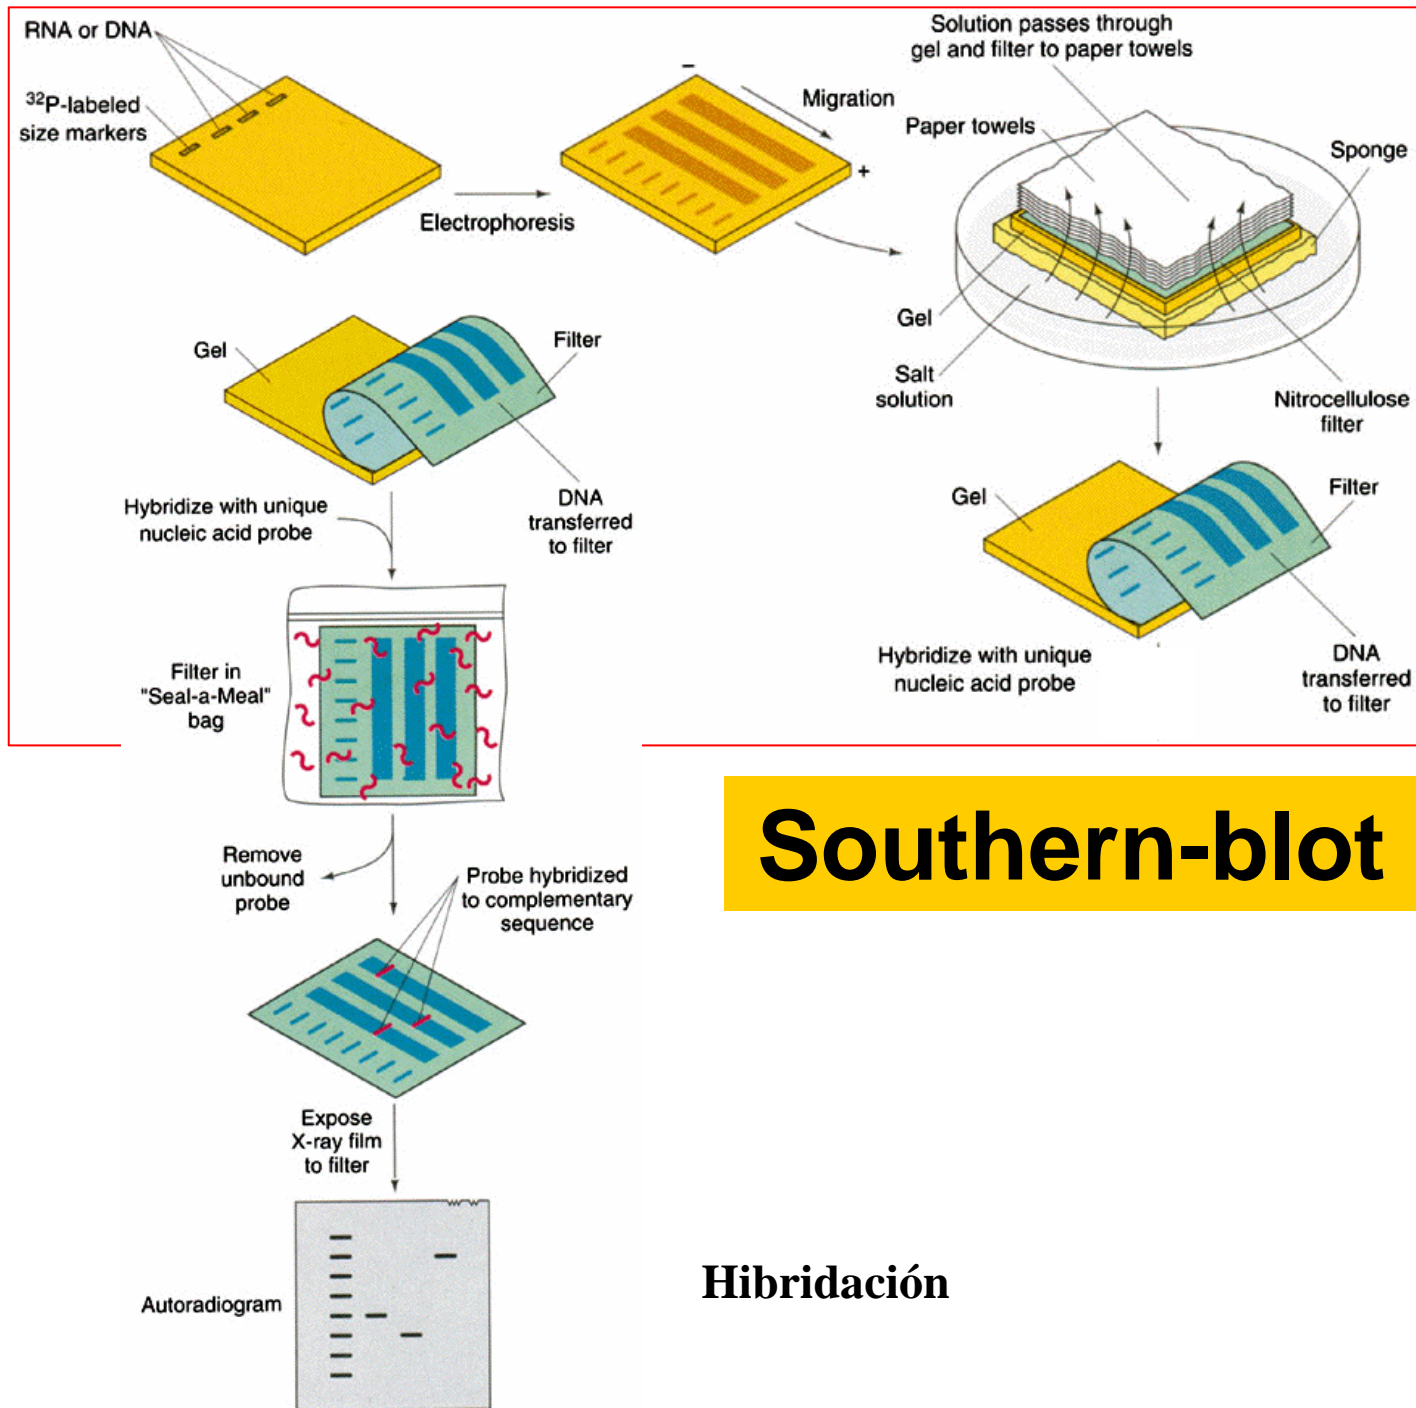 RNA or DNA
32P-labeled
size markers
Electrophoresis
−
Migration
+
Solution passes through
gel and filter to paper towels
Paper towels
Sponge
Gel
Salt
solution
Nitrocellulose
filter
Gel
Filter
DNA
transferred
to filter
Hybridize with unique
nucleic acid probe
Gel
Filter
DNA
transferred
to filter
Hybridize with unique
nucleic acid probe
Filter in
"Seal-a-Meal"
bag
Southern-blot
Remove
unbound
probe
Probe hybridized
to complementary
sequence
Expose
X-ray film
to filter
Autoradiogram
Hibridación